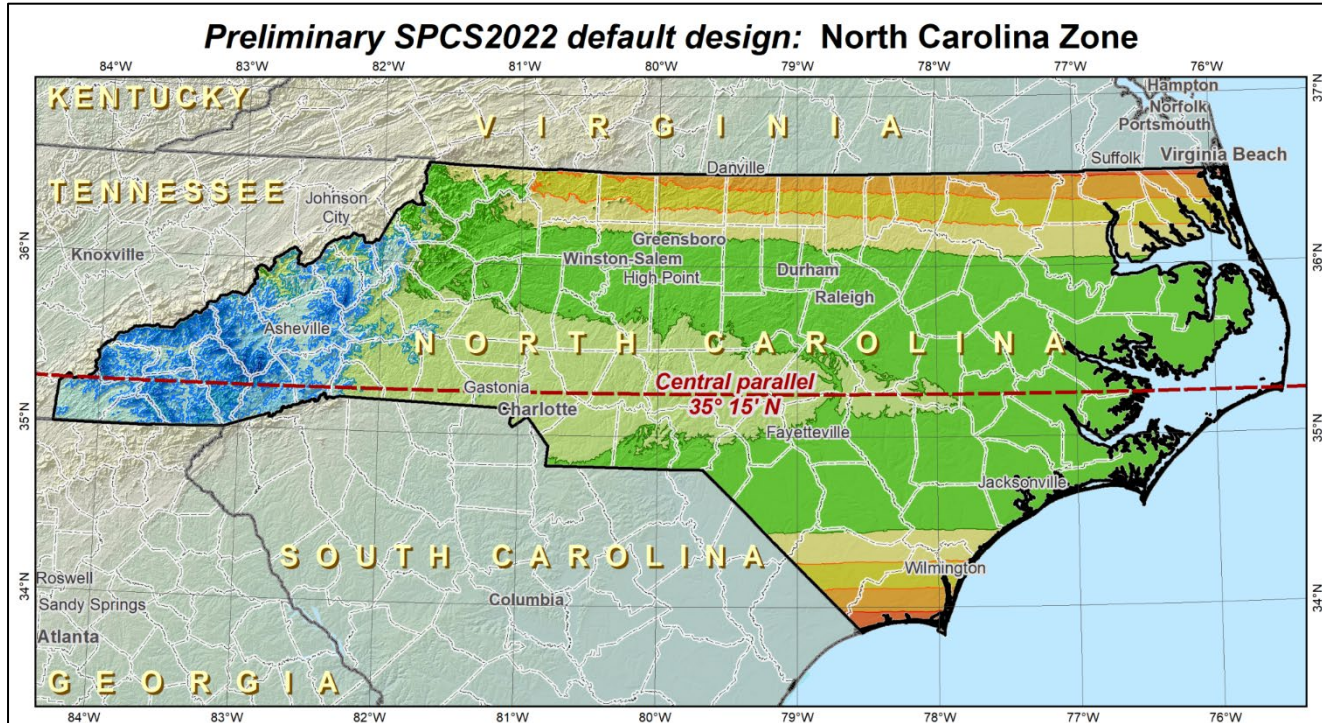 Preliminary SPCS2022 default design: North Carolina Zone
84°W 83°W 82°W 81°W 80°W 79°W 78°W 77°W 76°W
37°N
KENTUCKY
Hampton
Norfolk
Portsmouth
VIRGINIA
Virginia Beach
Suffolk
Danville
TENNESSEE
Johnson
City
36°N
Knoxville
Greensboro
Winston-Salem
High Point
Durham
Raleigh
36°N
Asheville
NORTH CAROLINA
Central parallel
35° 15' N
Gastonia
Charlotte
Fayetteville
35°N
35°N
Jacksonville
SOUTH CAROLINA
Wilmington
Roswell
Sandy Springs
Columbia
34°N
34°N
Atlanta
GEORGIA
84°W 83°W 82°W 81°W 80°W 79°W 78°W 77°W 76°W